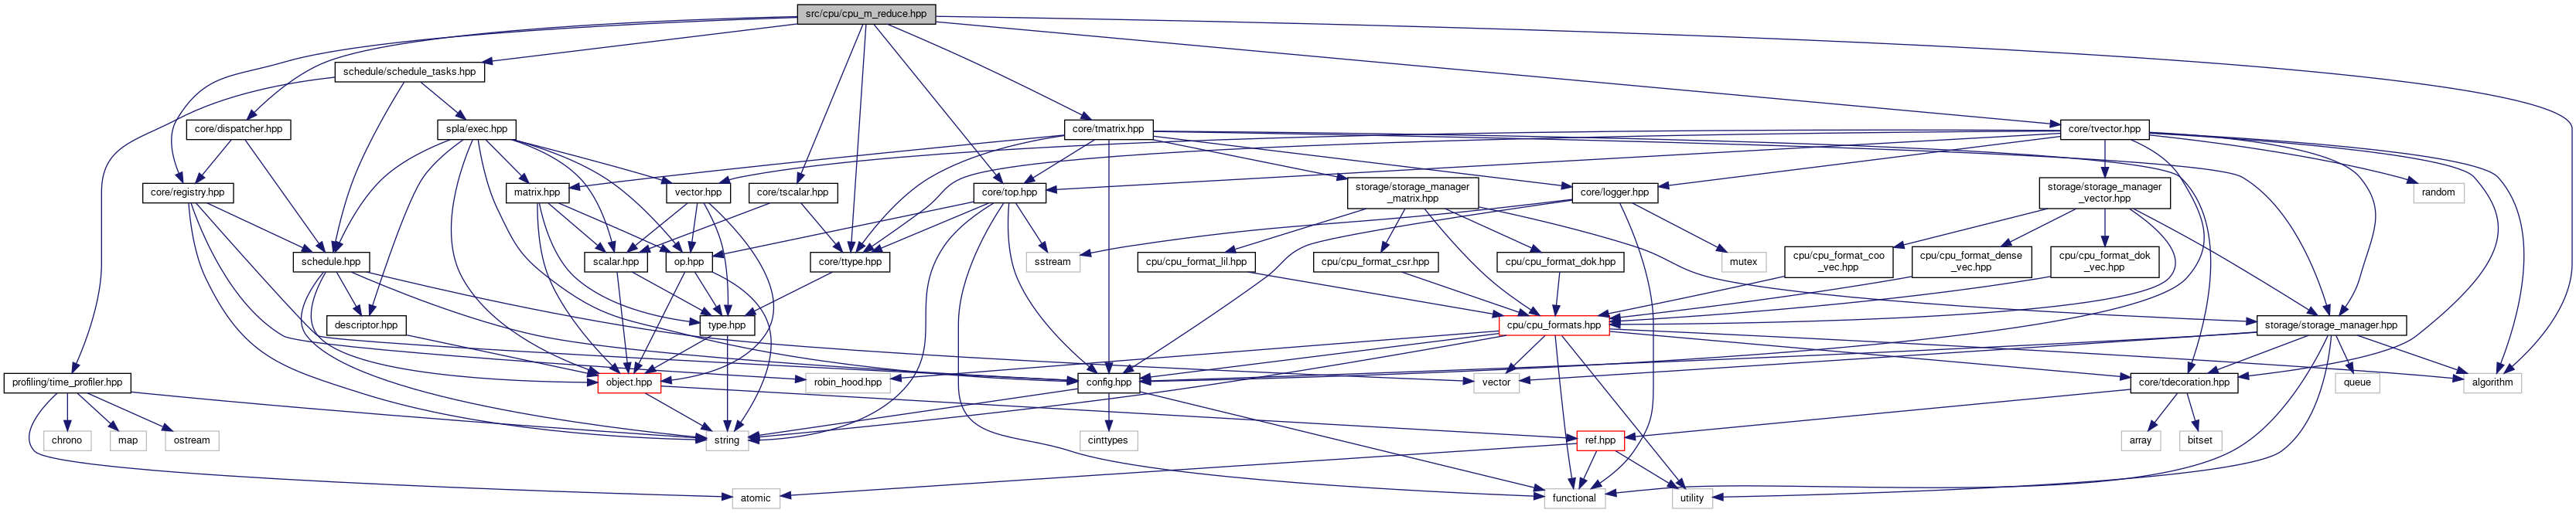 src/cpu/cpu_m_reduce.hpp
schedule/schedule_tasks.hpp
core/dispatcher.hpp
spla/exec.hpp
core/tmatrix.hpp
core/tvector.hpp
core/registry.hpp
matrix.hpp
vector.hpp
core/tscalar.hpp
core/top.hpp
storage/storage_manager
_matrix.hpp
core/logger.hpp
storage/storage_manager
_vector.hpp
random
schedule.hpp
scalar.hpp
op.hpp
core/ttype.hpp
sstream
cpu/cpu_format_lil.hpp
cpu/cpu_format_csr.hpp
cpu/cpu_format_dok.hpp
mutex
cpu/cpu_format_coo
_vec.hpp
cpu/cpu_format_dense
_vec.hpp
cpu/cpu_format_dok
_vec.hpp
descriptor.hpp
type.hpp
cpu/cpu_formats.hpp
storage/storage_manager.hpp
profiling/time_profiler.hpp
object.hpp
robin_hood.hpp
config.hpp
vector
core/tdecoration.hpp
queue
algorithm
chrono
map
ostream
string
cinttypes
ref.hpp
array
bitset
atomic
functional
utility